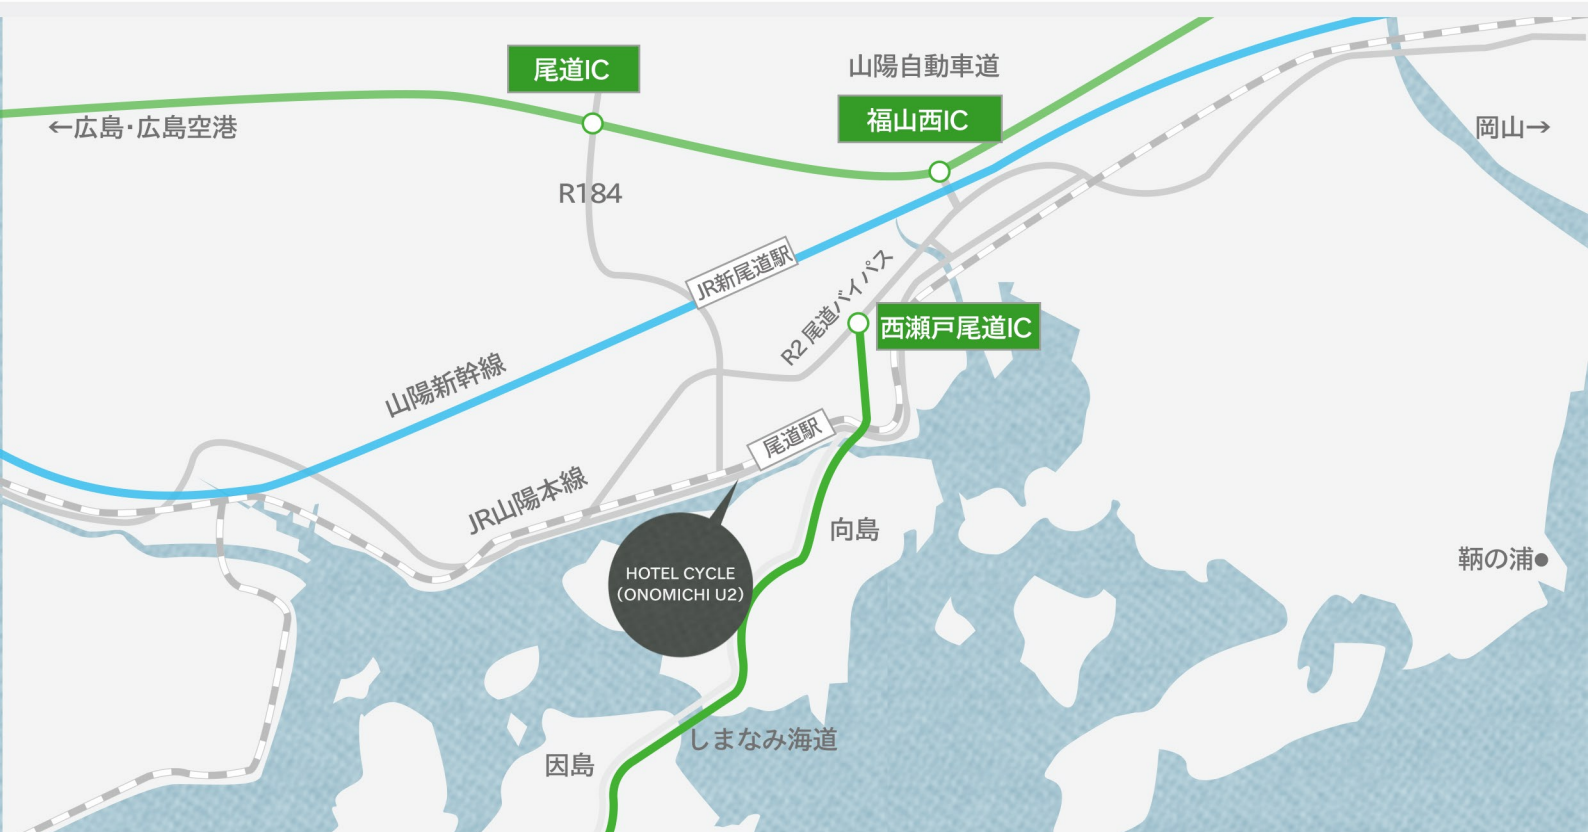 尾道IC
山陽自動車道
福山西IC
←広島・広島空港
岡山→
R184
JR新尾道駅
R2 尾道バイパス
西瀬戸尾道IC
山陽新幹線
尾道駅
JR山陽本線
向島
鞆の浦●
HOTEL CYCLE
(ONOMICHI U2)
しまなみ海道
因島